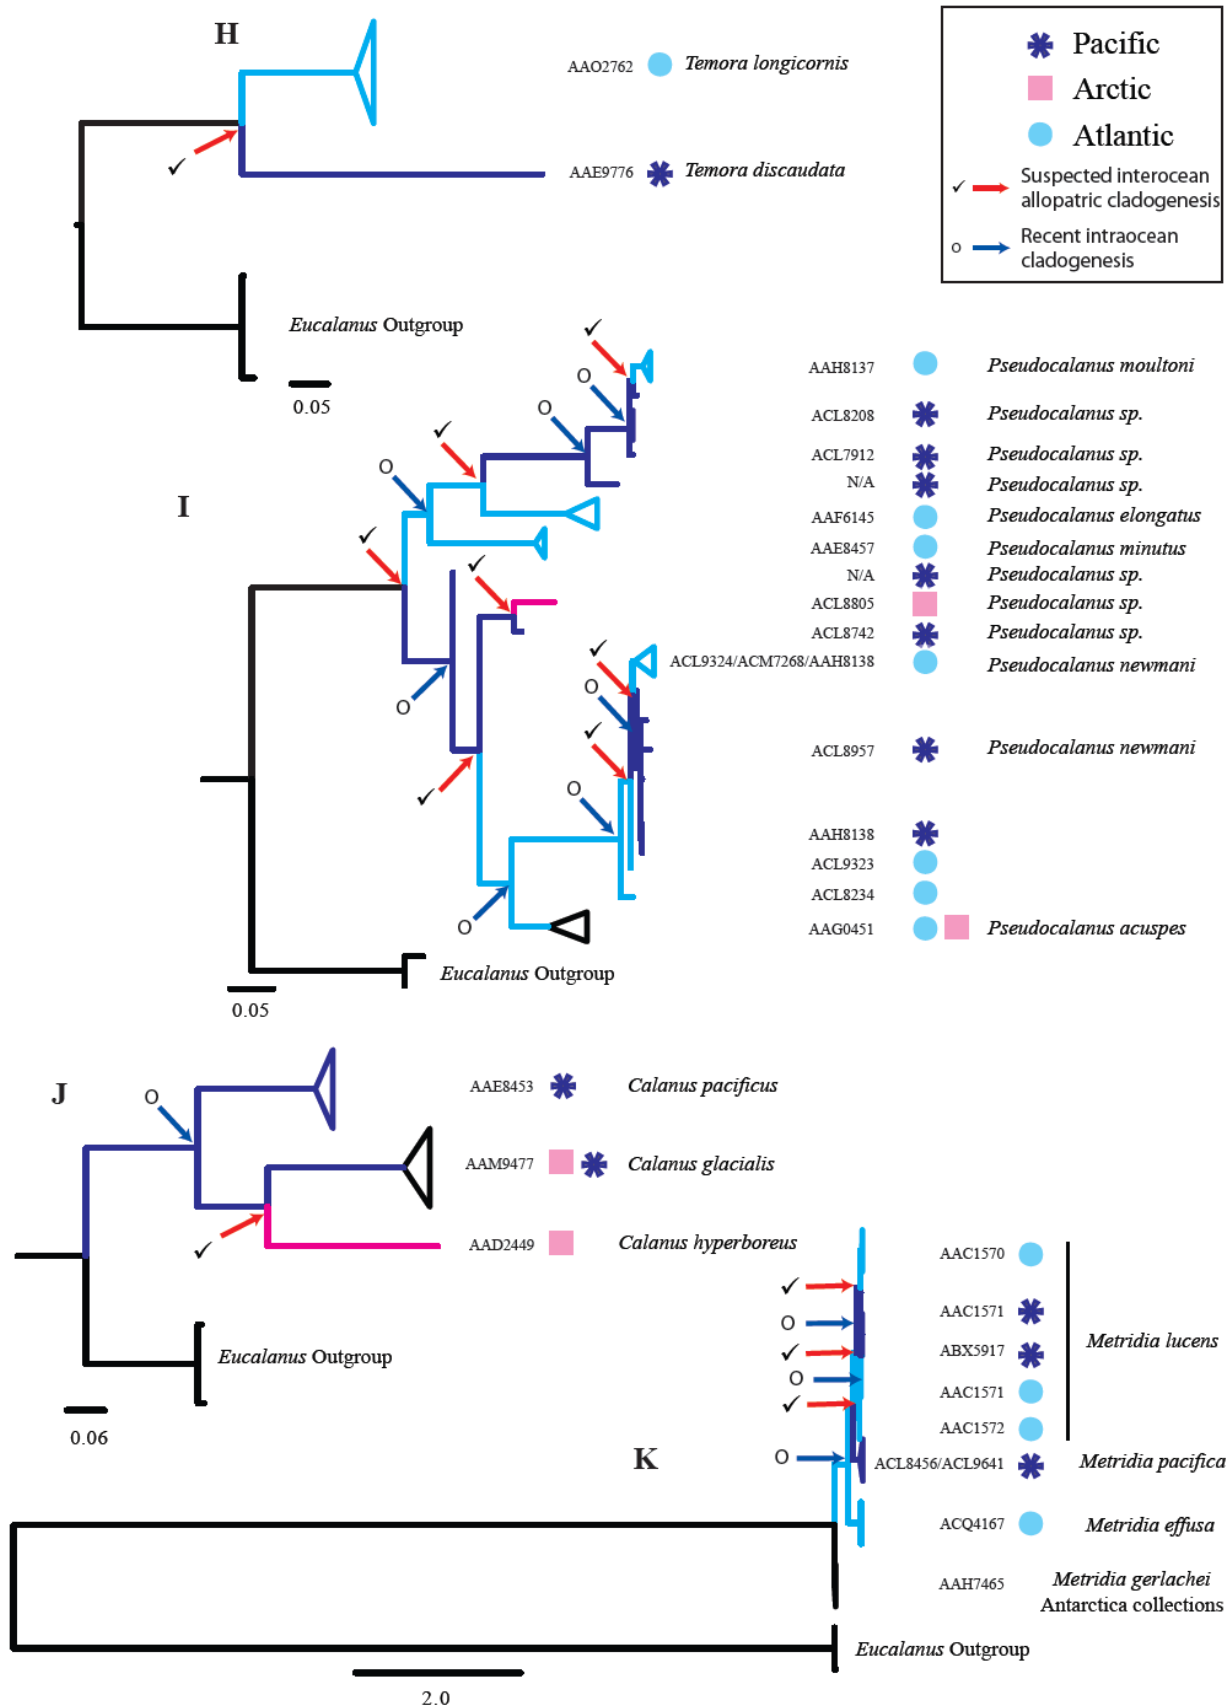 H
AAO2762 Temora longicornis
AAE9776 Temora discaudata
Eucalanus Outgroup
0.05
Pacific
Arctic
Atlantic
✓ Suspected interocean
allopatric cladogenesis
o Recent intraocean
cladogenesis
✓
I
AAH8137 Pseudocalanus moultoni
ACL8208 Pseudocalanus sp.
ACL7912 Pseudocalanus sp.
N/A Pseudocalanus sp.
AAF6145 Pseudocalanus elongatus
AAE8457 Pseudocalanus minutus
N/A Pseudocalanus sp.
ACL8805 Pseudocalanus sp.
ACL8742 Pseudocalanus sp.
ACL9324/ACM7268/AAH8138 Pseudocalanus newmani
ACL8957 Pseudocalanus newmani
AAH8138
ACL9323
ACL8234
AAG0451 Pseudocalanus acuspes
Eucalanus Outgroup
0.05
J
AAE8453 Calanus pacificus
AAM9477 Calanus glacialis
AAD2449 Calanus hyperboreus
Eucalanus Outgroup
0.06
K
AAC1570
AAC1571
ABX5917
AAC1571
AAC1572
Metridia lucens
ACL8456/ACL9641 Metridia pacifica
ACQ4167 Metridia effusa
AAH7465 Metridia gerlachei
Antarctica collections
Eucalanus Outgroup
2.0